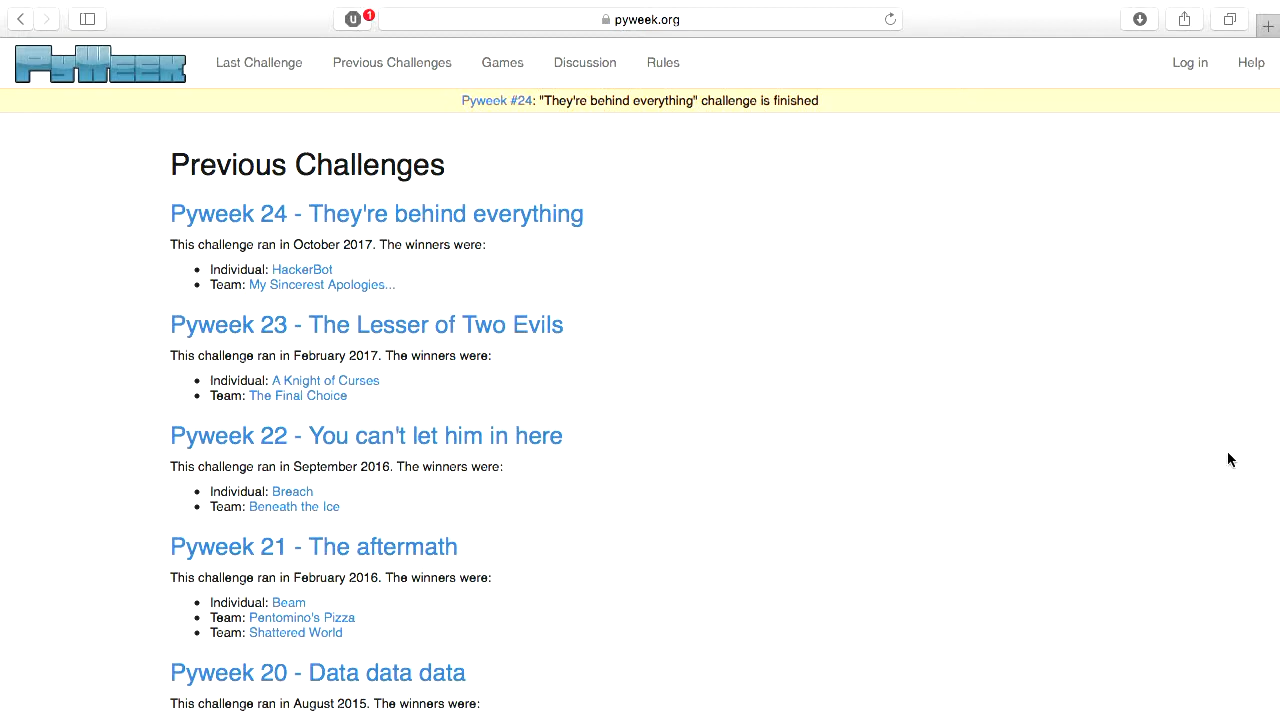 u 1 pyweek.org
PyWeek Last Challenge Previous Challenges Games Discussion Rules Log in Help
Pyweek #24: "They're behind everything" challenge is finished
Previous Challenges
Pyweek 24 - They're behind everything
This challenge ran in October 2017. The winners were:
• Individual: HackerBot
• Team: My Sincerest Apologies...
Pyweek 23 - The Lesser of Two Evils
This challenge ran in February 2017. The winners were:
• Individual: A Knight of Curses
• Team: The Final Choice
Pyweek 22 - You can't let him in here
This challenge ran in September 2016. The winners were:
• Individual: Breach
• Team: Beneath the Ice
Pyweek 21 - The aftermath
This challenge ran in February 2016. The winners were:
• Individual: Beam
• Team: Pentomino's Pizza
• Team: Shattered World
Pyweek 20 - Data data data
This challenge ran in August 2015. The winners were: